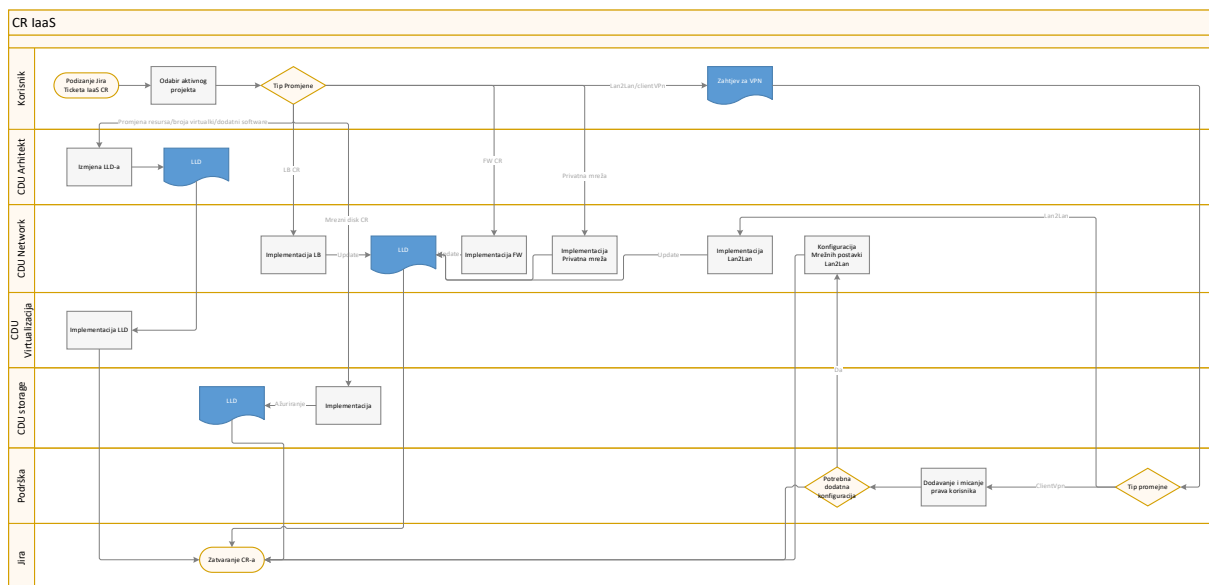 CR IaaS
Korisnik
Podizanje Jira
Ticketa IaaS CR
Odabir aktivnog
projekta
Tip Promjene
Lan2Lan/clientVPn
Zahtjev za VPN
Promjena resursa/broja virtualki/dodatni software
CDU Arhitekt
Izmjena LLD-a
LLD
LB CR
FW CR
Privatna mreža
Mrezni disk CR
Lan2Lan
CDU Network
Implementacija LB
Update
LLD
Update
Implementacija FW
Implementacija
Privatna mreža
Update
Implementacija
Lan2Lan
Konfiguracija
Mrežnih postavki
Lan2Lan
CDU
Virtualizacija
Implementacija LLD
Da
CDU storage
LLD
Ažuriranje
Implementacija
Podrška
Potrebna
dodatna
konfiguracija
Dodavanje i micanje
prava korisnika
ClientVpn
Tip promejne
Jira
Zatvaranje CR-a